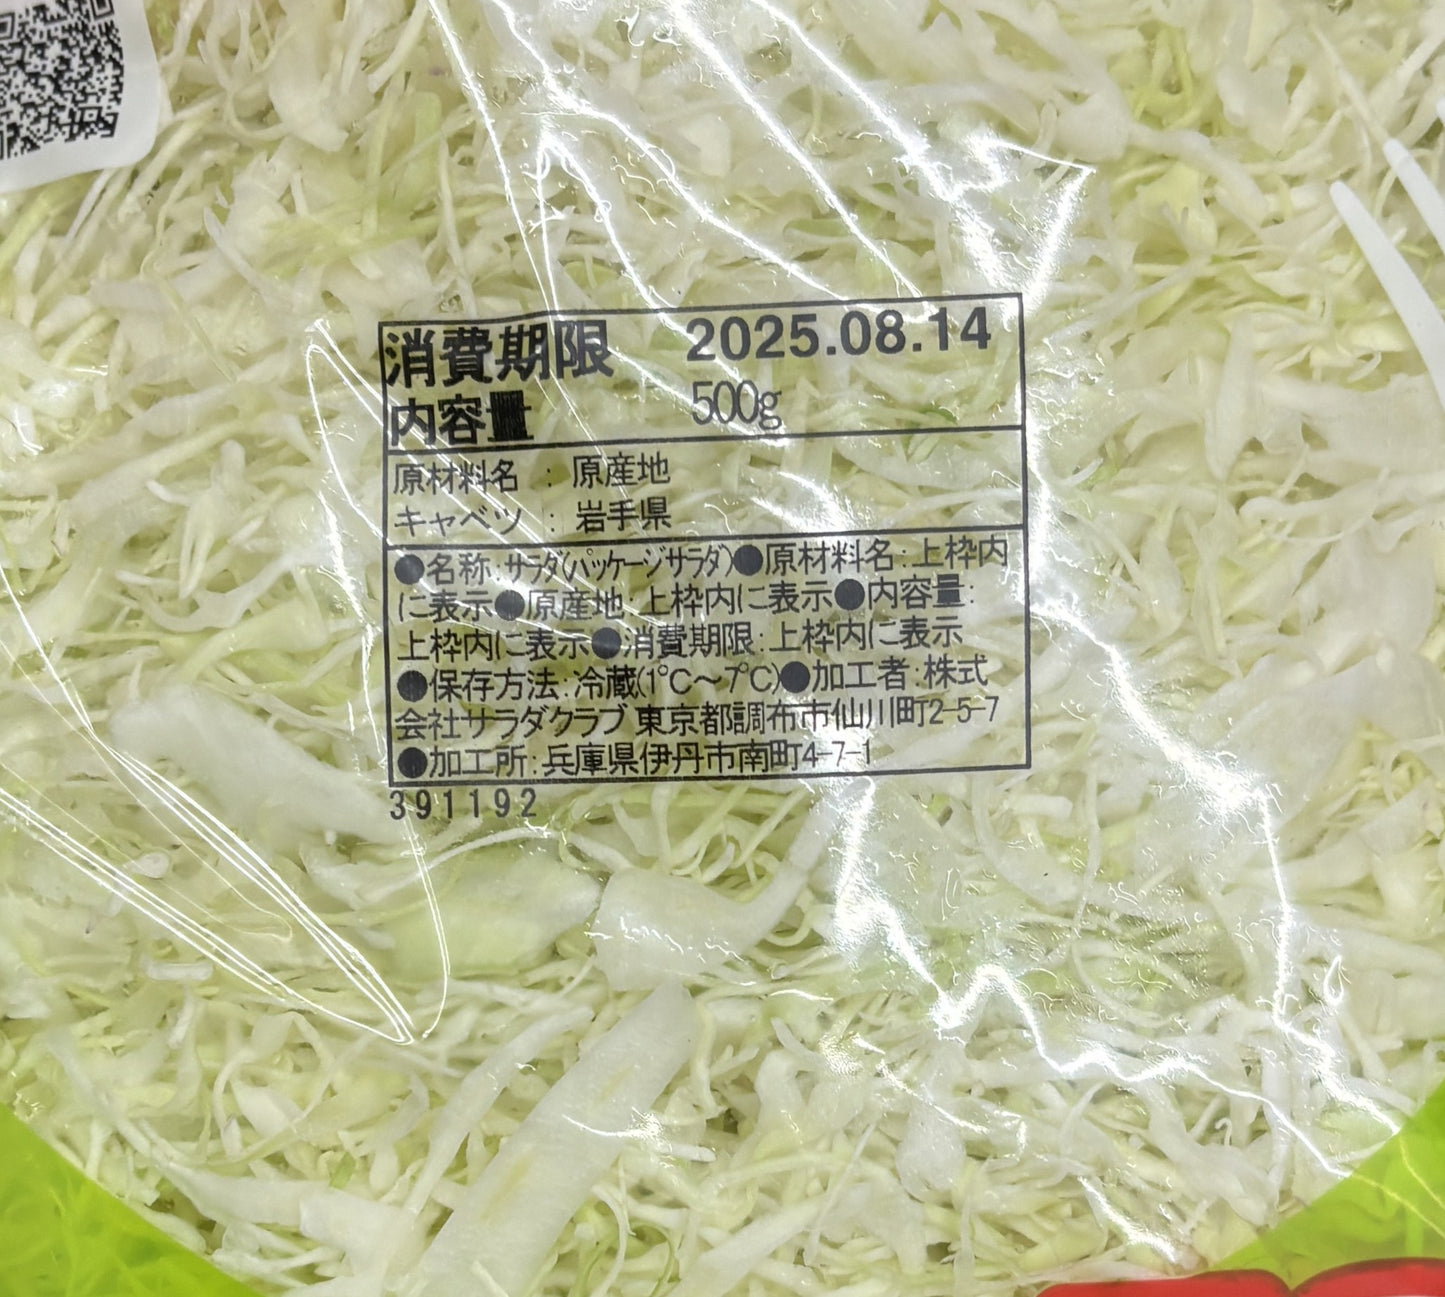 消費期限 2025.08.14
内容量 500g
原材料名 : 原産地
キャベツ : 岩手県
●名称:サラダ(パッケージサラダ)●原材料名:上枠内
に表示●原産地:上枠内に表示●内容量:
上枠内に表示●消費期限:上枠内に表示
●保存方法:冷蔵(1℃～7℃)●加工者:株式
会社サラダクラブ 東京都調布市仙川町2-5-7
●加工所:兵庫県伊丹市南町4-7-1
391192